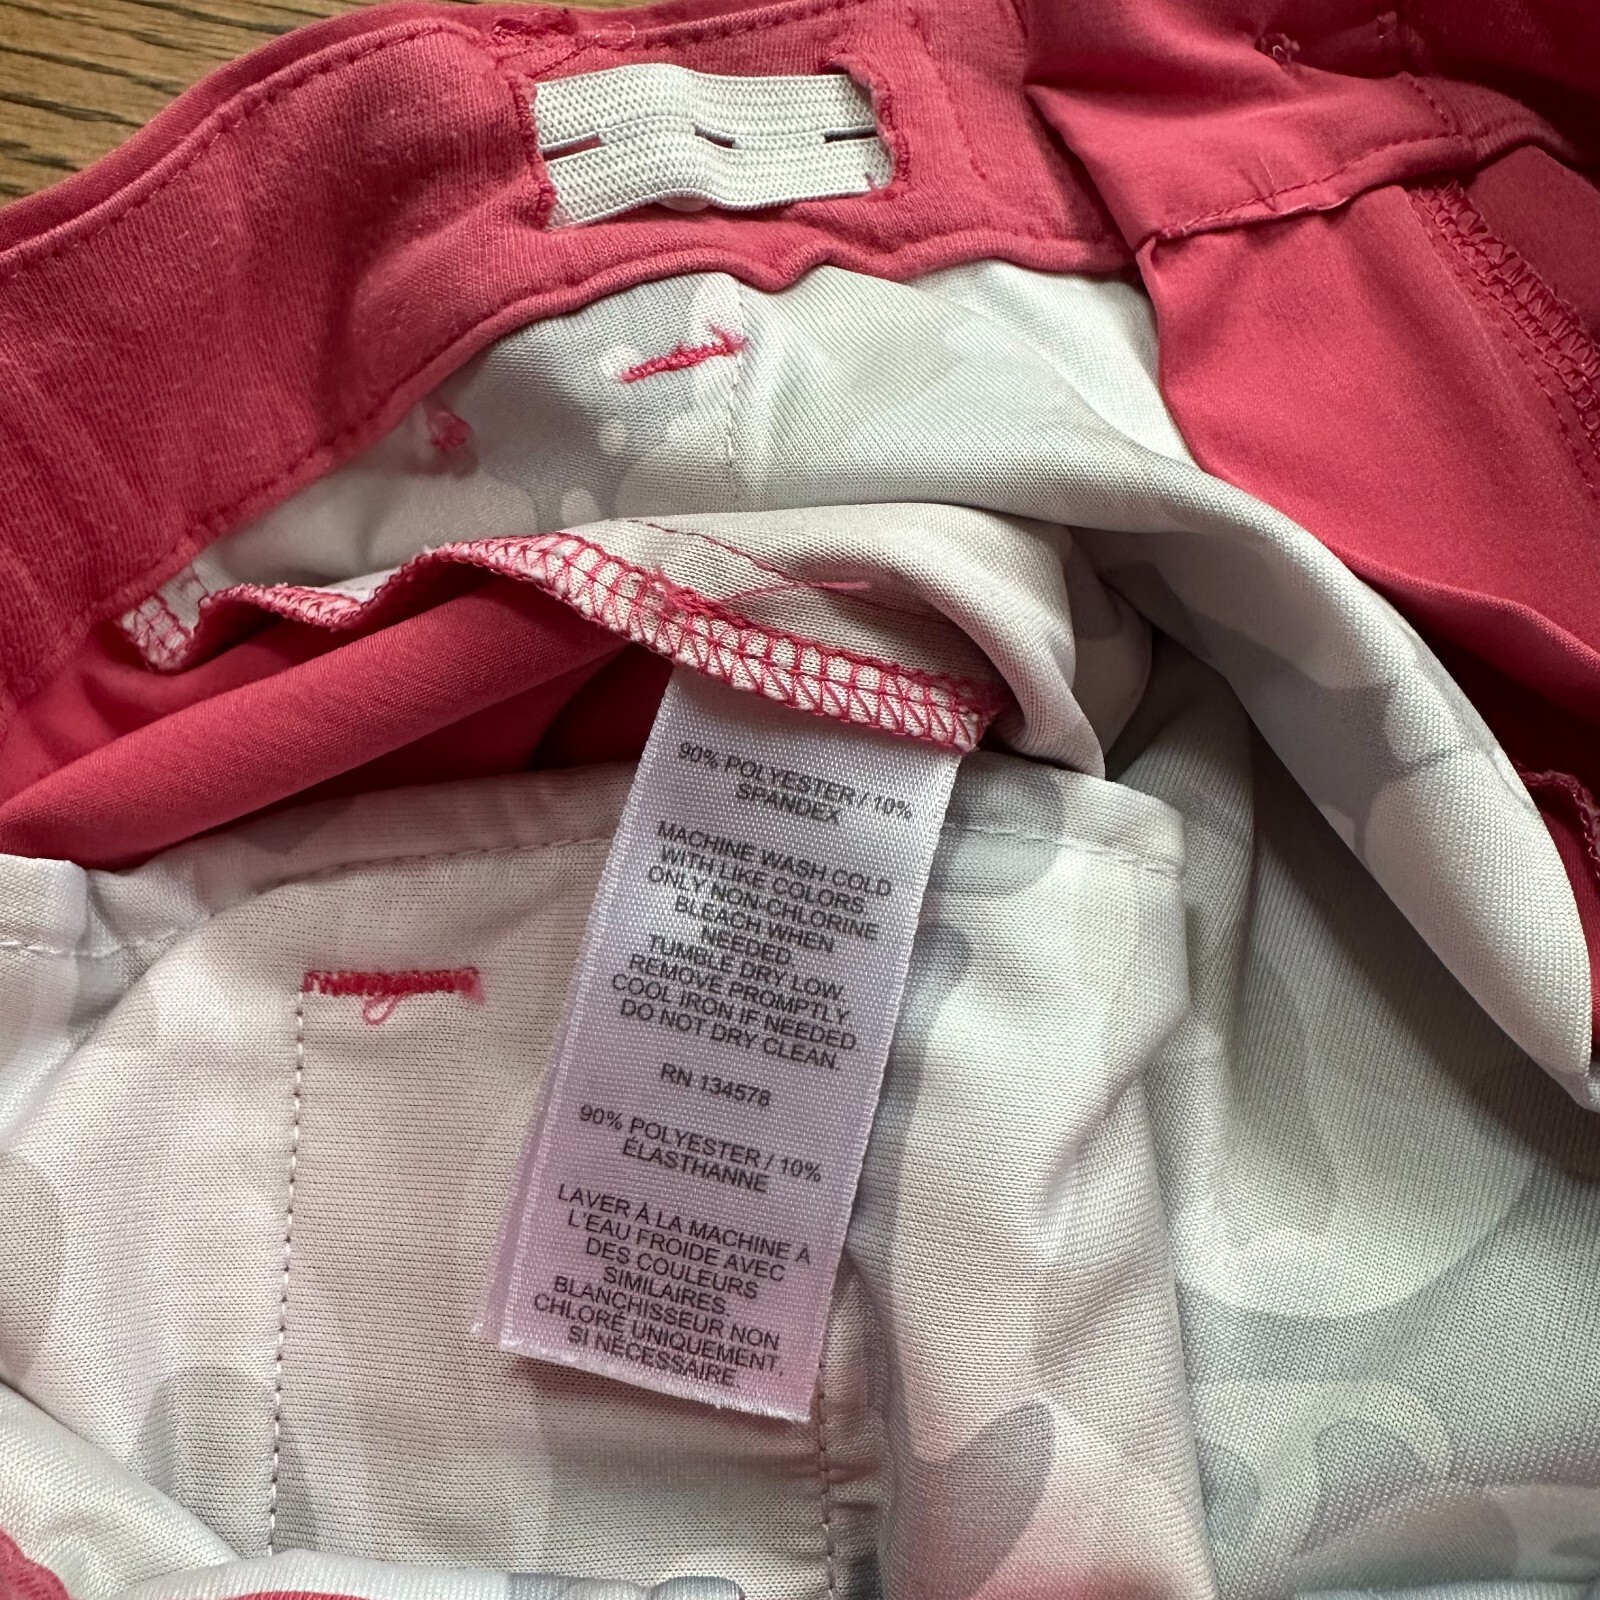 90% POLYESTER / 10%
SPANDEX
MACHINE WASH COLD
WITH LIKE COLORS.
ONLY NON-CHLORINE
BLEACH WHEN
NEEDED
TUMBLE DRY LOW.
REMOVE PROMPTLY
COOL IRON IF NEEDED.
DO NOT DRY CLEAN.
RN 134578
90% POLYESTER / 10%
ÉLASTHANNE
LAVER À LA MACHINE À
L'EAU FROIDE AVEC
DES COULEURS
SIMILAIRES.
BLANCHISSEUR NON
CHLORÉ UNIQUEMENT,
SI NÉCESSAIRE.